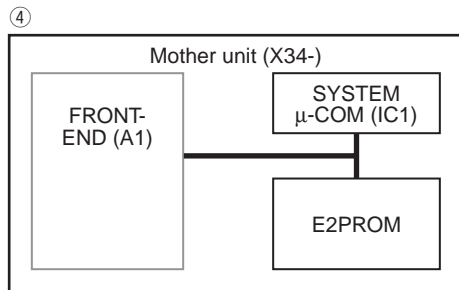 ④
Mother unit (X34-)
FRONT-
END (A1)
SYSTEM
µ-COM (IC1)
E2PROM